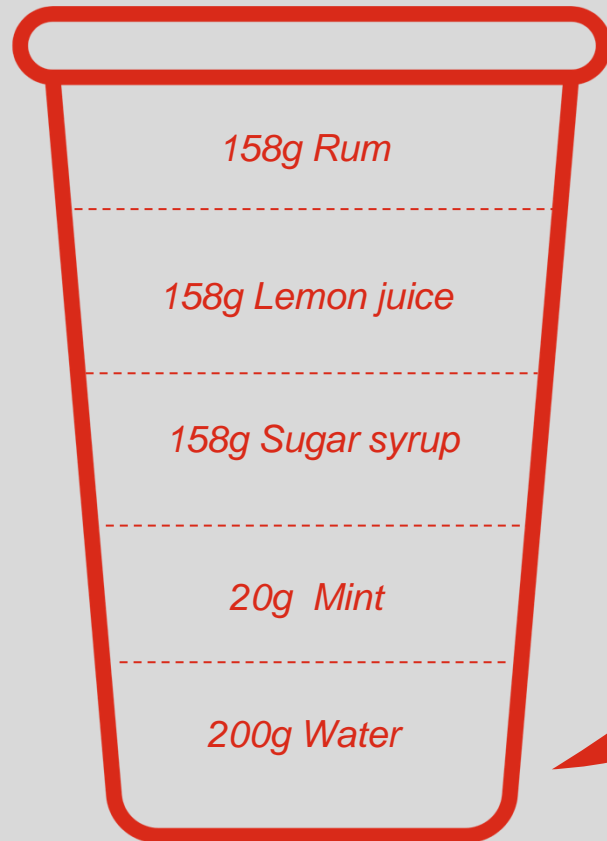 158g Rum
158g Lemon juice
158g Sugar syrup
20g  Mint
200g Water